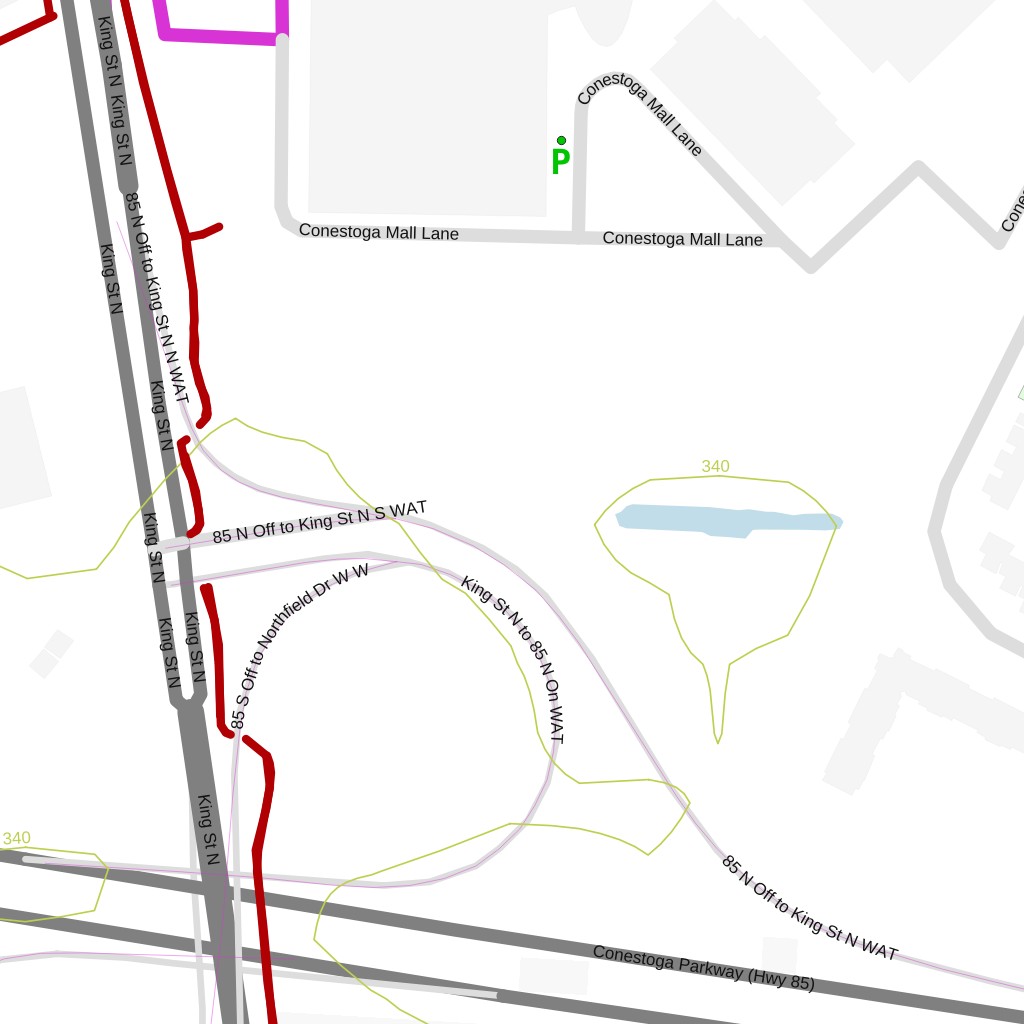 King St N
King St N
Conestoga Mall Lane
P
Cones
85 N Off to King St N N WAT
Conestoga Mall Lane
Conestoga Mall Lane
King St N
King St N
340
85 N Off to King St N S WAT
King St N
85 S Off to Northfield Dr W W
King St N to 85 N On WAT
King St N
King St N
King St N
340
85 N Off to King St N WAT
Conestoga Parkway (Hwy 85)